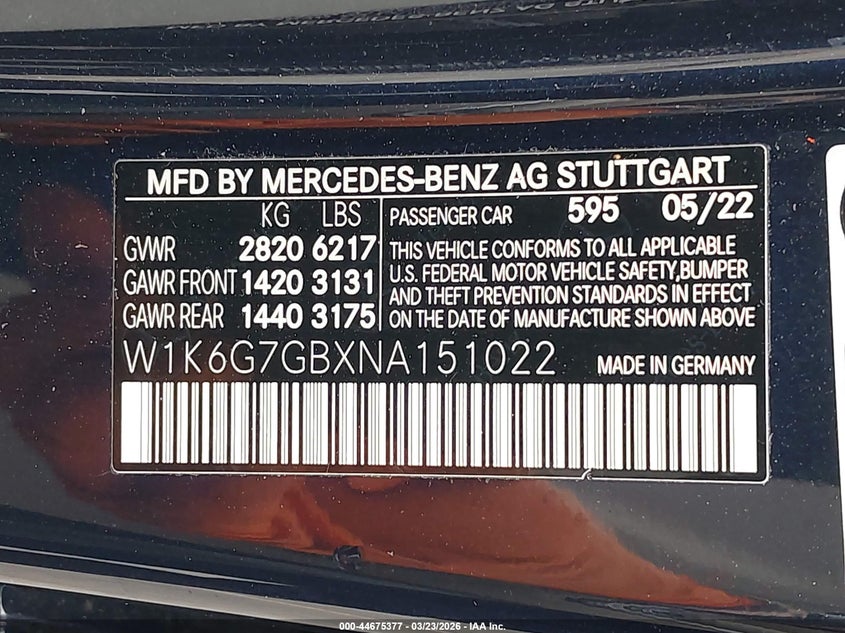 MFD BY MERCEDES-BENZ AG STUTTGART
KG LBS
GVWR 2820 6217
GAWR FRONT 1420 3131
GAWR REAR 1440 3175
PASSENGER CAR 595 05/22
THIS VEHICLE CONFORMS TO ALL APPLICABLE
U.S. FEDERAL MOTOR VEHICLE SAFETY,BUMPER
AND THEFT PREVENTION STANDARDS IN EFFECT
ON THE DATE OF MANUFACTURE SHOWN ABOVE
W1K6G7GBXNA151022 MADE IN GERMANY
000-44675377 - 03/23/2026 - IAA Inc.